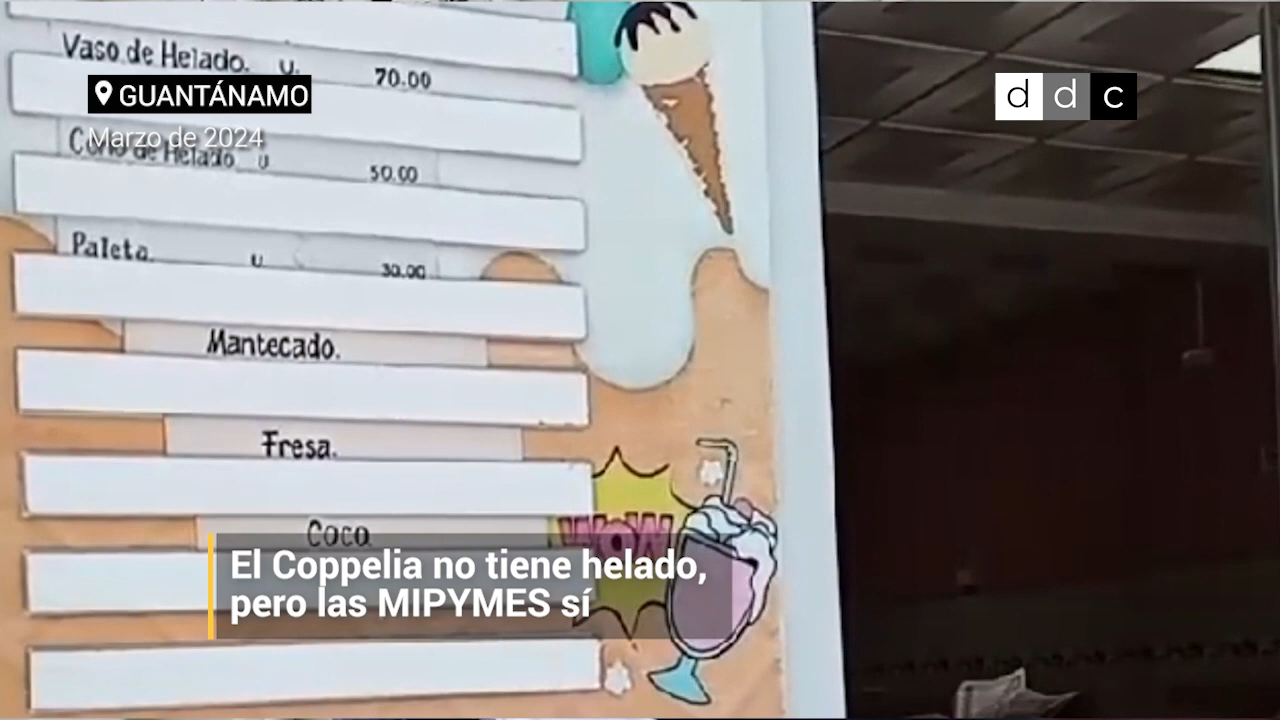 Vaso de Helado. U. 70.00
GUANTÁNAMO
ddc
Marzo de 2024
Cono de Helado. U 50.00
Paleta. U 30.00
Mantecado.
Fresa.
Coco.
WOW
El Coppelia no tiene helado,
pero las MIPYMES sí